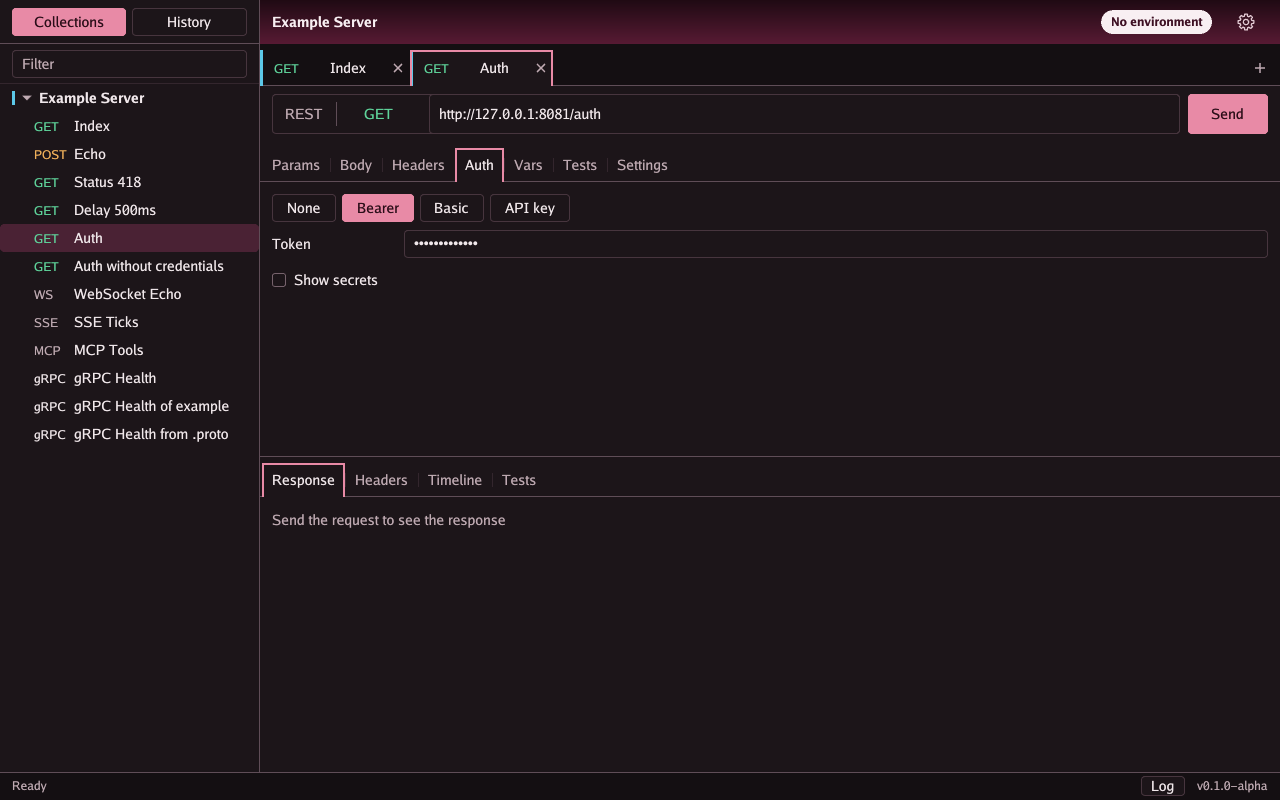 Collections
History
Example Server
No environment
Filter
GET Index
GET Auth
Example Server
GET Index
POST Echo
GET Status 418
GET Delay 500ms
GET Auth
GET Auth without credentials
WS WebSocket Echo
SSE SSE Ticks
MCP MCP Tools
gRPC gRPC Health
gRPC gRPC Health of example
gRPC gRPC Health from .proto
REST GET http://127.0.0.1:8081/auth Send
Params Body Headers Auth Vars Tests Settings
None Bearer Basic API key
Token •••••••••••••
Show secrets
Response Headers Timeline Tests
Send the request to see the response
Ready
Log
v0.1.0-alpha